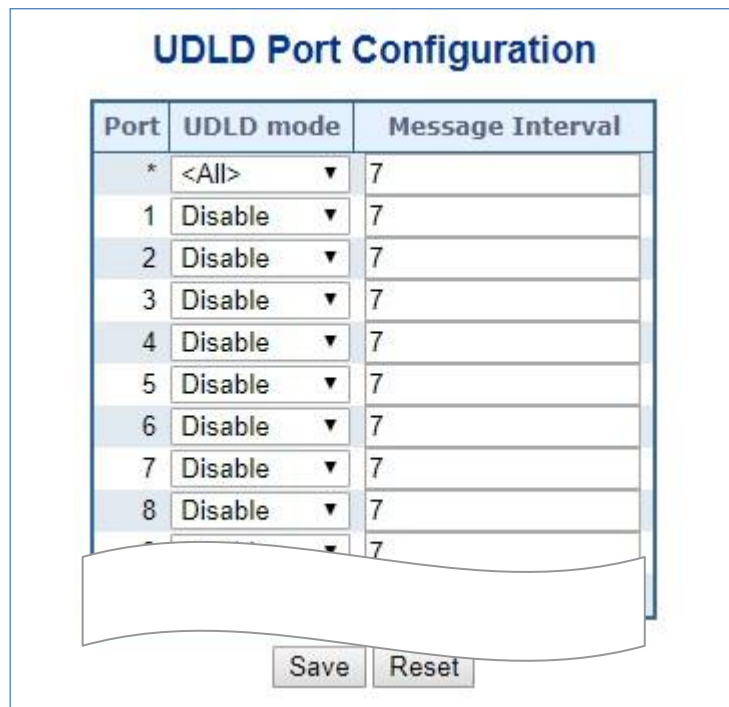 UDLD Port Configuration
Port UDLD mode Message Interval
* <All> 7
1 Disable 7
2 Disable 7
3 Disable 7
4 Disable 7
5 Disable 7
6 Disable 7
7 Disable 7
8 Disable 7
7
Save Reset